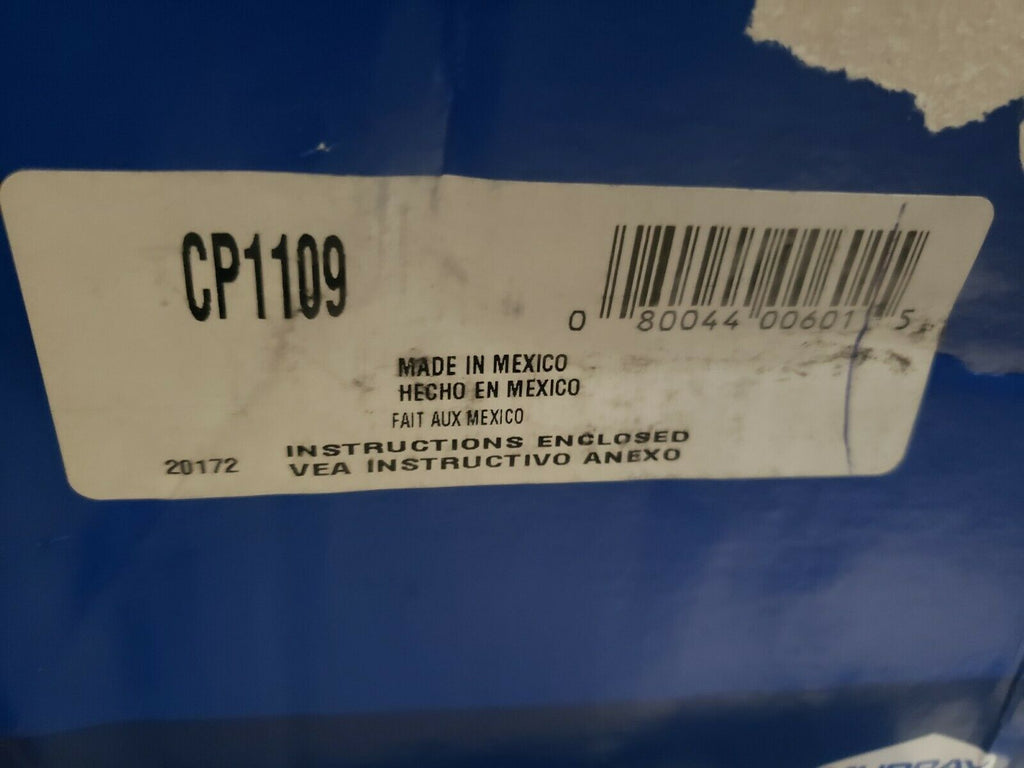 CP1109
0 80044 00601 5
MADE IN MEXICO
HECHO EN MEXICO
FAIT AUX MEXICO
INSTRUCTIONS ENCLOSED
20172 VEA INSTRUCTIVO ANEXO